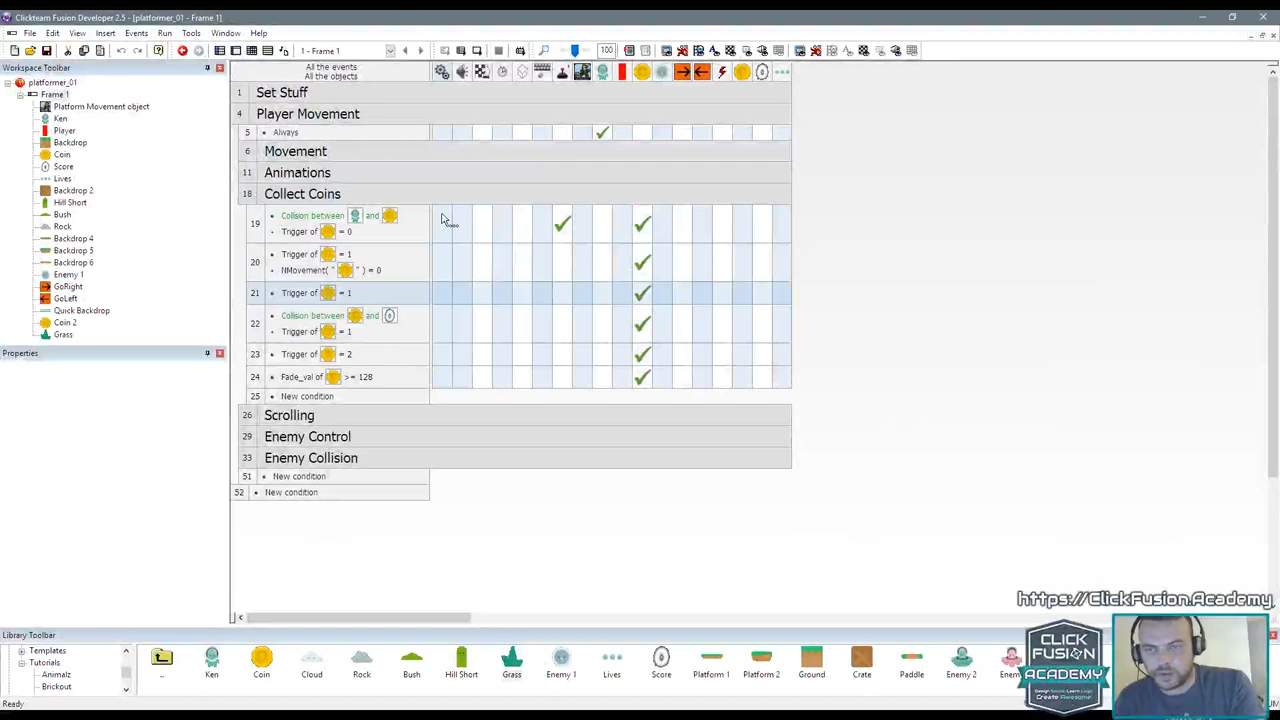 Clickteam Fusion Developer 2.5 - [platformer_01 - Frame 1]
File Edit View Insert Events Run Tools Window Help
1 - Frame 1
100
Workspace Toolbar
platformer_01
Frame 1
Platform Movement object
Ken
Player
Backdrop
Coin
Score
Lives
Backdrop 2
Hill Short
Bush
Rock
Backdrop 4
Backdrop 5
Backdrop 6
Enemy 1
GoRight
GoLeft
Quick Backdrop
Coin 2
Grass
Properties
All the events
All the objects
1 Set Stuff
4 Player Movement
5 • Always
6 Movement
11 Animations
18 Collect Coins
19 • Collision between and
• Trigger of = 0
20 • Trigger of = 1
• NMovement( " " ) = 0
21 • Trigger of = 1
22 • Collision between and
• Trigger of = 1
23 • Trigger of = 2
24 • Fade_val of >= 128
25 • New condition
26 Scrolling
29 Enemy Control
33 Enemy Collision
51 • New condition
52 • New condition
https://ClickFusion.Academy
Library Toolbar
Templates
Tutorials
Animalz
Brickout
.. Ken Coin Cloud Rock Bush Hill Short Grass Enemy 1 Lives Score Platform 1 Platform 2 Ground Crate Paddle Enemy 2
CLICK
FUSION
ACADEMY
Create Awesome
Ready